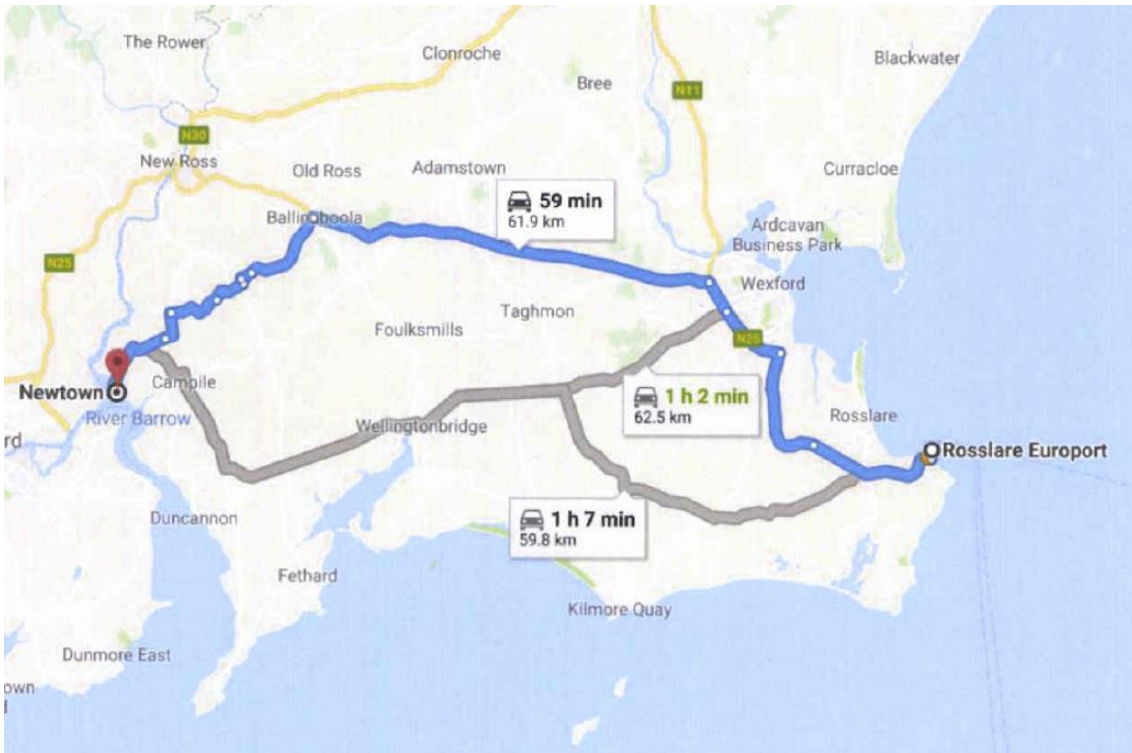 The Rower
Clonroche
Blackwater
Bree
N11
N30
New Ross
Old Ross
Adamstown
Curracloe
59 min
61.9 km
Ballinaboola
Ardcavan
Business Park
N25
Wexford
Taghmon
Foulksmills
N25
Newtown
Campile
1 h 2 min
62.5 km
River Barrow
Rosslare
rd
Wellingtonbridge
Rosslare Europort
1 h 7 min
59.8 km
Duncannon
Fethard
Kilmore Quay
Dunmore East
own